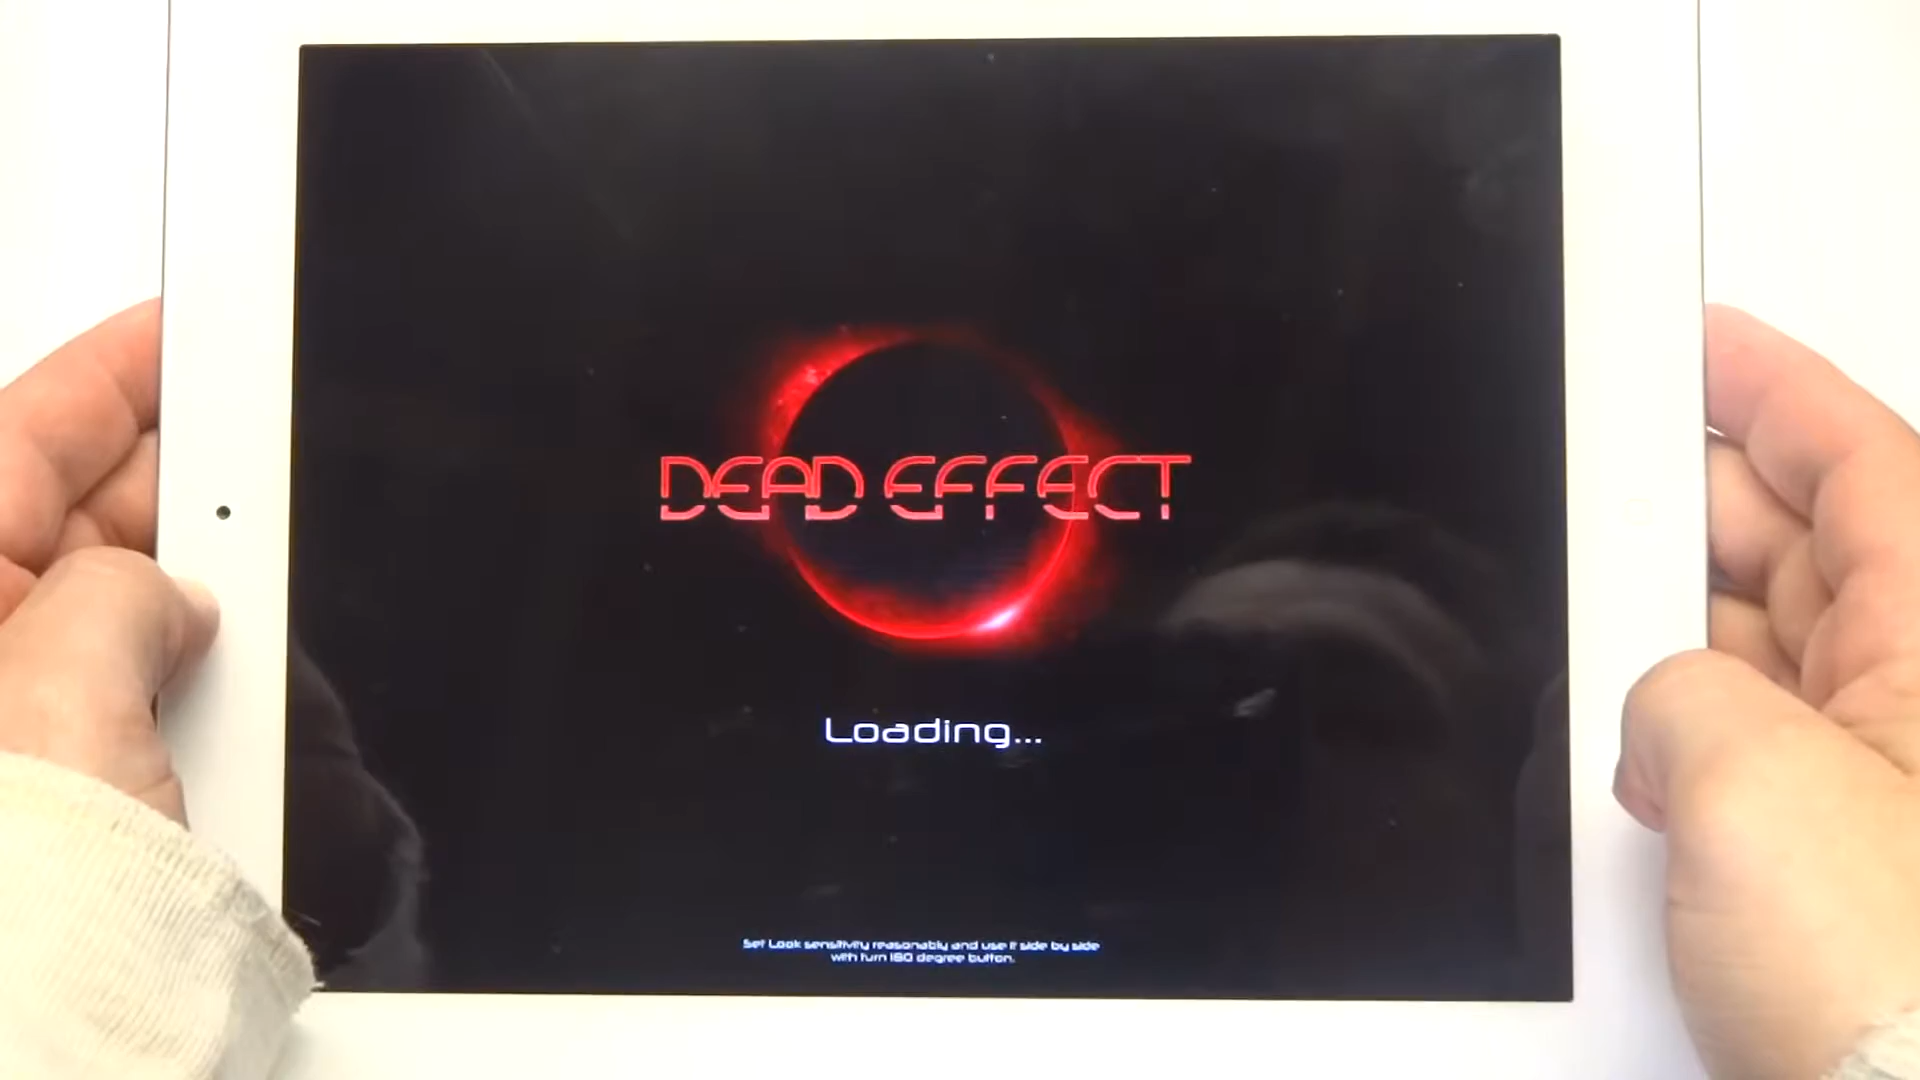 DEAD EFFECT
Loading...
Set Look sensitivity reasonably and use it side by side
with turn 180 degree button.